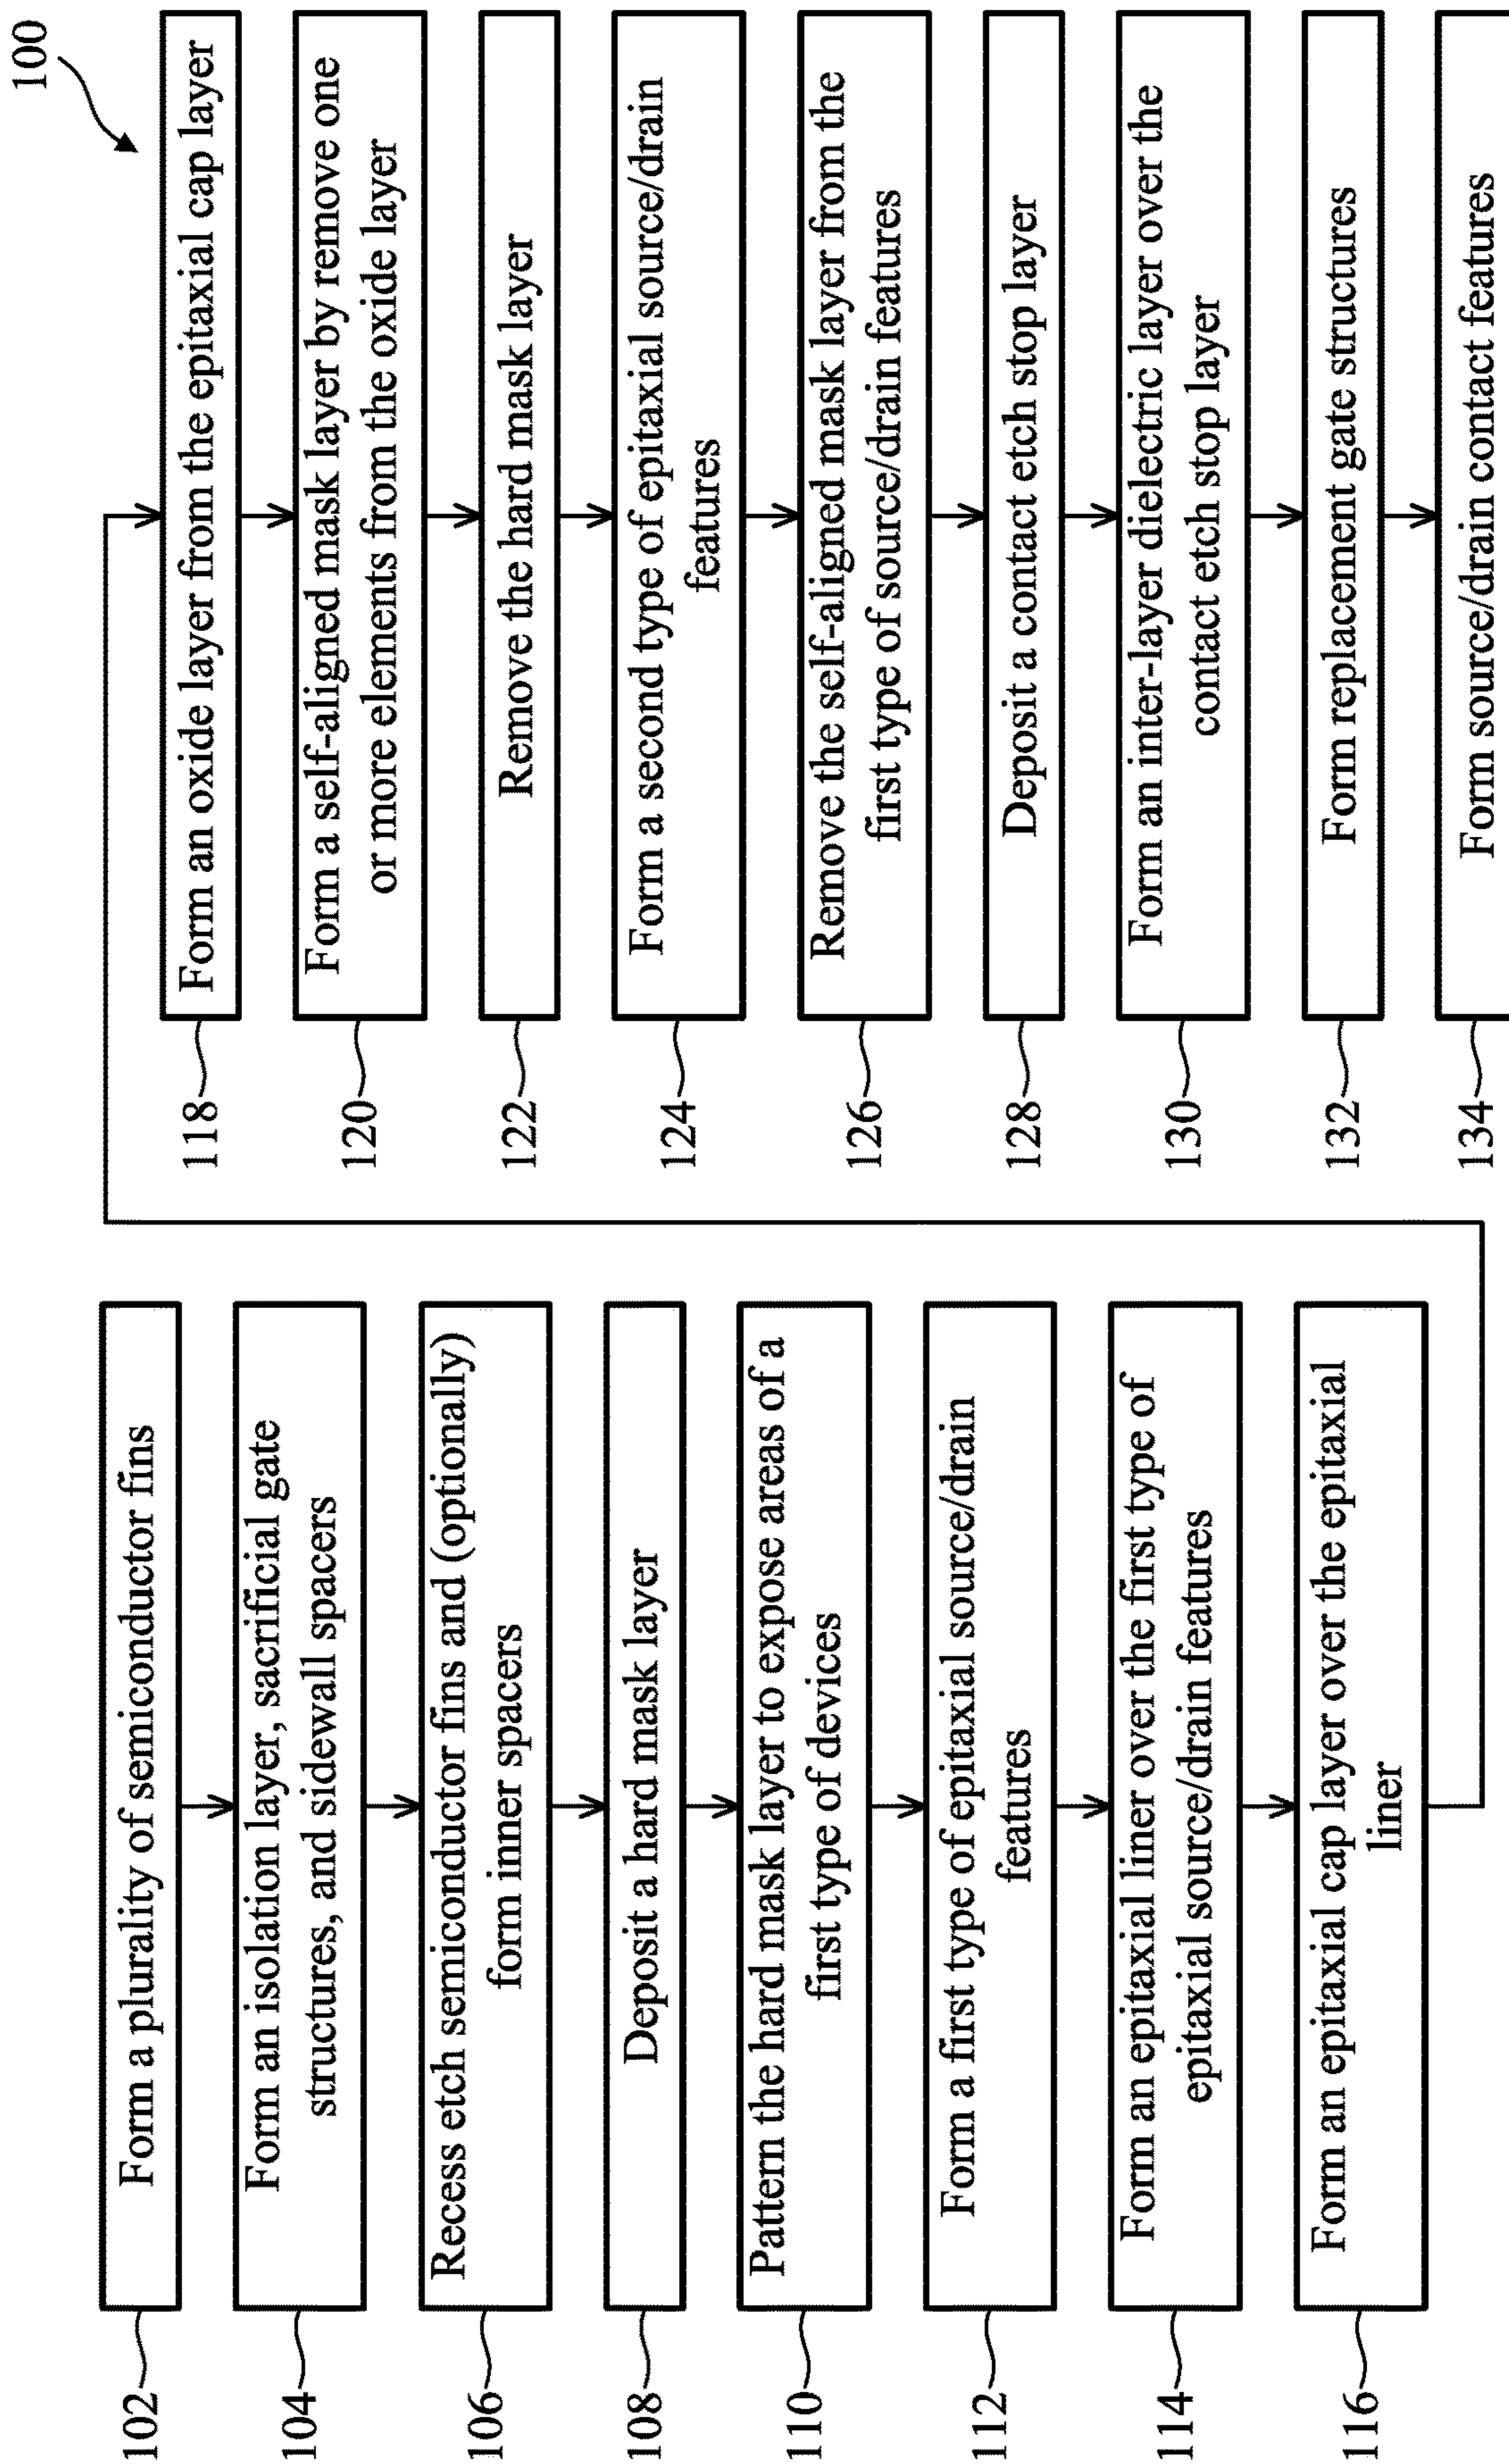 100
102
Form a plurality of semiconductor fins
104
Form an isolation layer, sacrificial gate
structures, and sidewall spacers
106
Recess etch semiconductor fins and (optionally)
form inner spacers
108
Deposit a hard mask layer
110
Pattern the hard mask layer to expose areas of a
first type of devices
112
Form a first type of epitaxial source/drain
features
114
Form an epitaxial liner over the first type of
epitaxial source/drain features
116
Form an epitaxial cap layer over the epitaxial
liner
118
Form an oxide layer from the epitaxial cap layer
120
Form a self-aligned mask layer by remove one
or more elements from the oxide layer
122
Remove the hard mask layer
124
Form a second type of epitaxial source/drain
features
126
Remove the self-aligned mask layer from the
first type of source/drain features
128
Deposit a contact etch stop layer
130
Form an inter-layer dielectric layer over the
contact etch stop layer
132
Form replacement gate structures
134
Form source/drain contact features